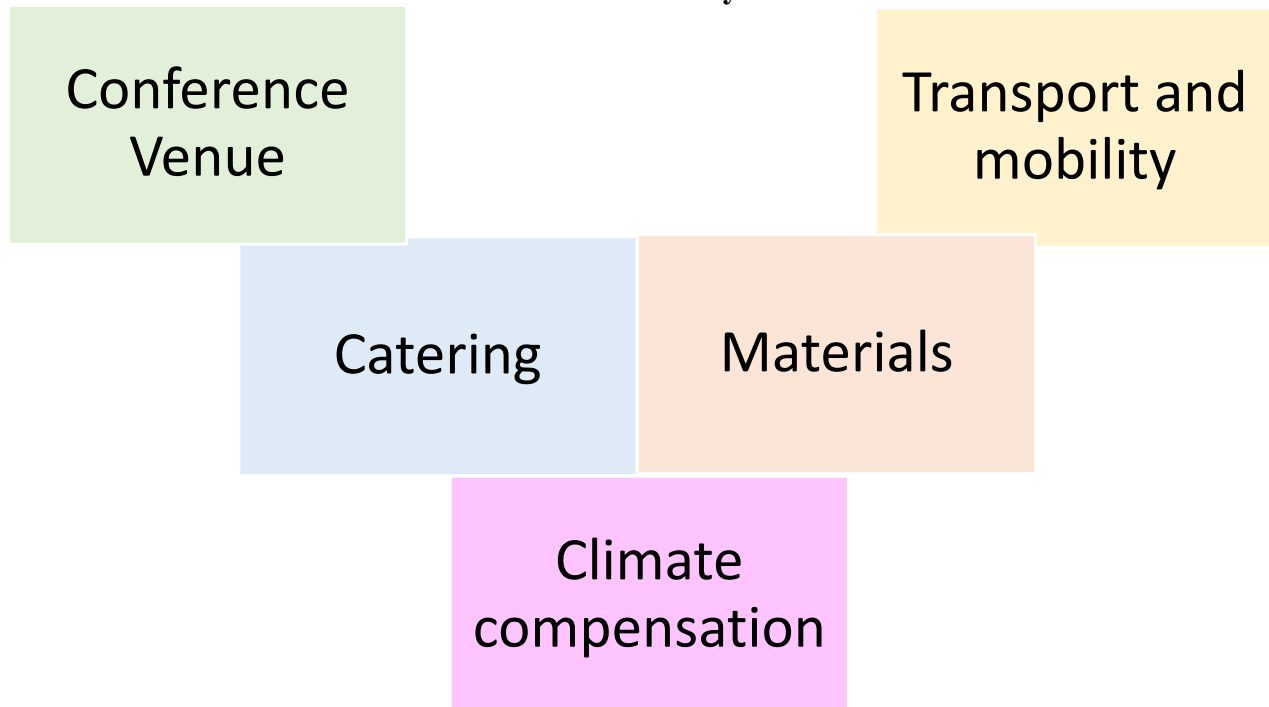 Conference
Venue
Transport and
mobility
Catering
Materials
Climate
compensation